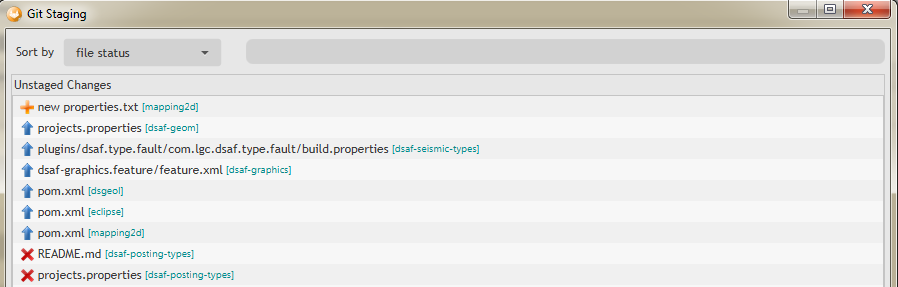 Git Staging
Sort by file status
Unstaged Changes
new properties.txt [mapping2d]
projects.properties [dsaf-geom]
plugins/dsaf.type.fault/com.lgc.dsaf.type.fault/build.properties [dsaf-seismic-types]
dsaf-graphics.feature/feature.xml [dsaf-graphics]
pom.xml [dsgeol]
pom.xml [eclipse]
pom.xml [mapping2d]
README.md [dsaf-posting-types]
projects.properties [dsaf-posting-types]